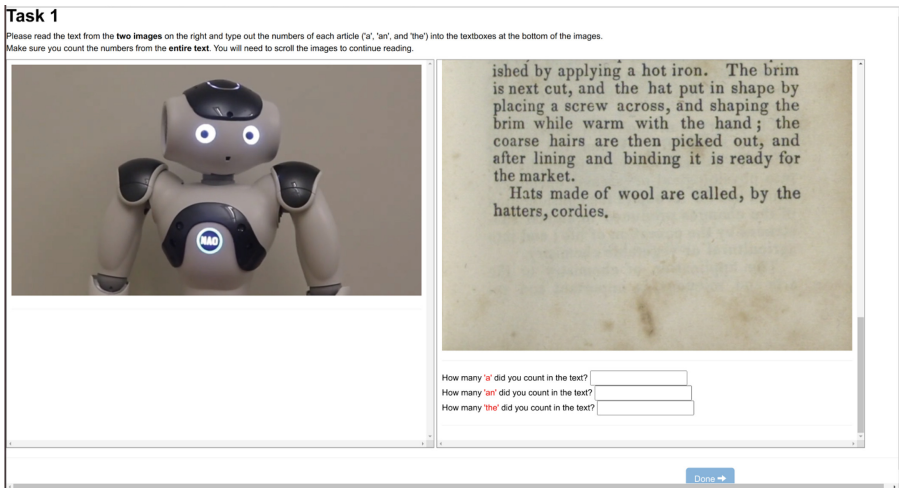 Task 1
Please read the text from the two images on the right and type out the numbers of each article ('a', 'an', and 'the') into the textboxes at the bottom of the images.
Make sure you count the numbers from the entire text. You will need to scroll the images to continue reading.
NAO
ished by applying a hot iron. The brim
is next cut, and the hat put in shape by
placing a screw across, and shaping the
brim while warm with the hand; the
coarse hairs are then picked out, and
after lining and binding it is ready for
the market.
Hats made of wool are called, by the
hatters, cordies.
How many 'a' did you count in the text?
How many 'an' did you count in the text?
How many 'the' did you count in the text?
Done